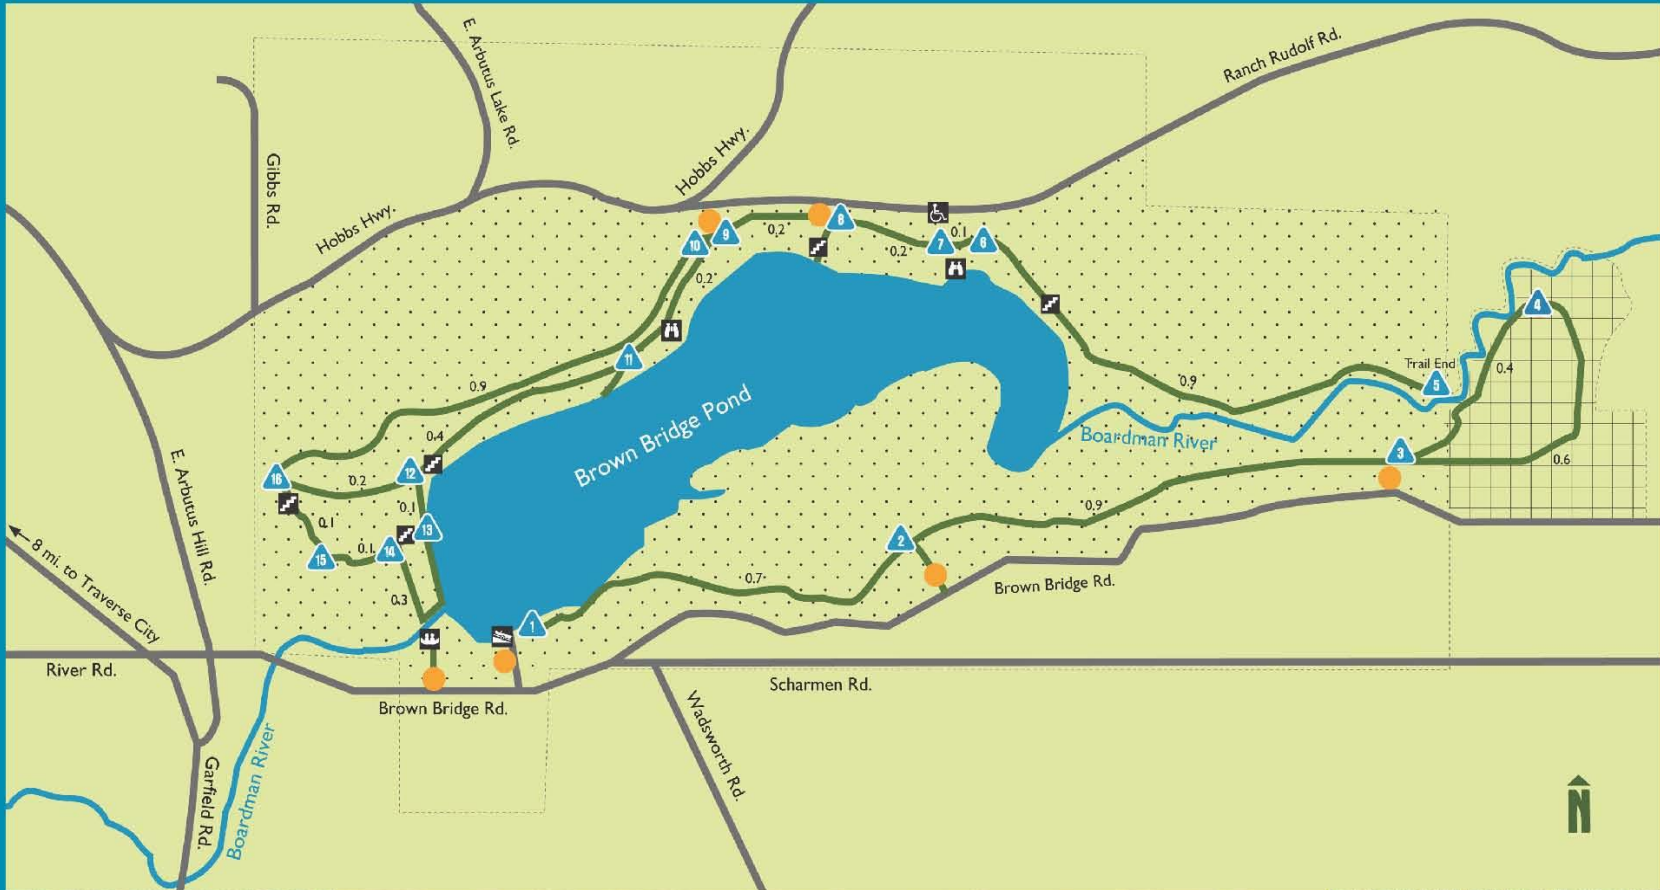 E. Arbutus Lake Rd.
Ranch Rudolf Rd.
Hobbs Hwy.
Gibbs Rd.
Hobbs Hwy.
8
9
10
0.2
0.2
7
0.1
6
0.2
4
11
Trail End
5
0.4
0.9
0.9
Brown Bridge Pond
Boardman River
0.4
3
0.6
12
16
0.2
0.1
0.9
E. Arbutus Hill Rd.
0.1
13
14
0.1
15
2
8 mi. to Traverse City
0.7
Brown Bridge Rd.
0.3
1
River Rd.
Scharmen Rd.
Brown Bridge Rd.
Wadsworth Rd.
Garfield Rd.
Boardman River
N